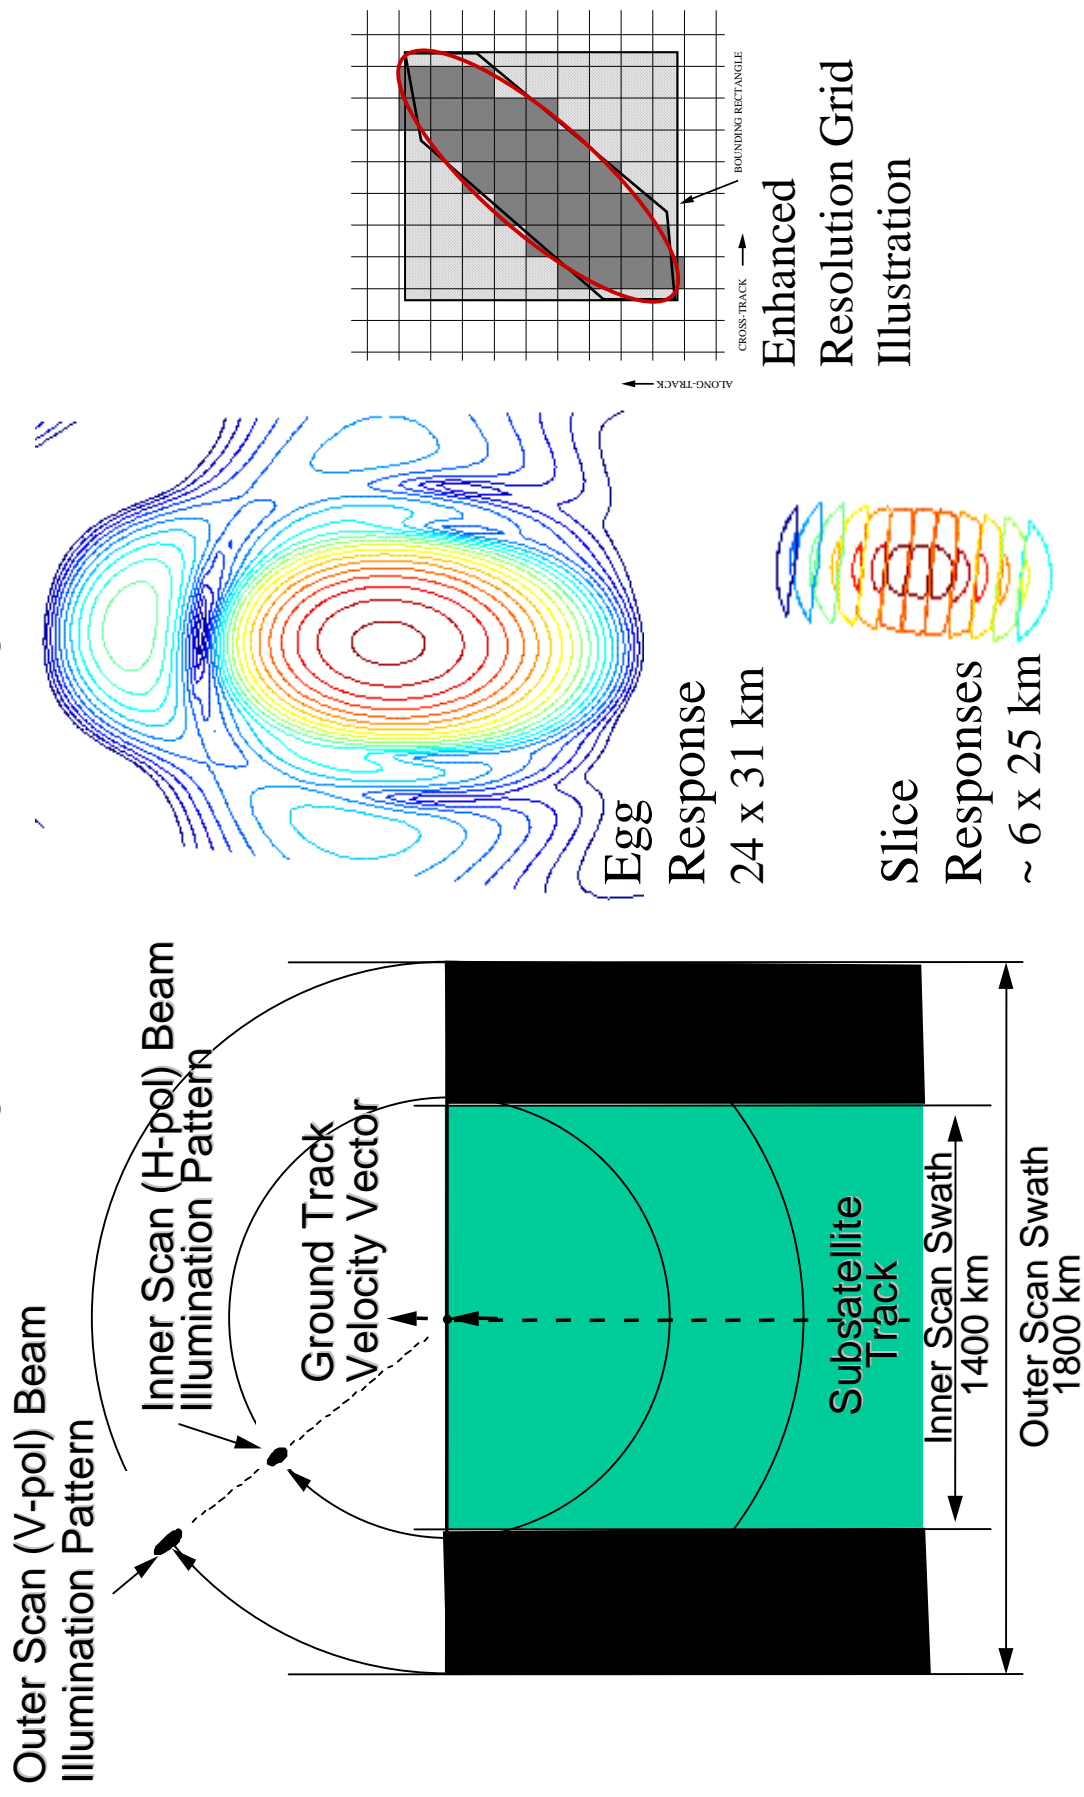 Outer Scan (V-pol) Beam
Illumination Pattern
Inner Scan (H-pol) Beam
Illumination Pattern
Ground Track
Velocity Vector
Subsatellite
Track
Inner Scan Swath
1400 km
Outer Scan Swath
1800 km
Egg
Response
24 x 31 km
Slice
Responses
~ 6 x 25 km
ALONG-TRACK
CROSS-TRACK
BOUNDING RECTANGLE
Enhanced
Resolution Grid
Illustration